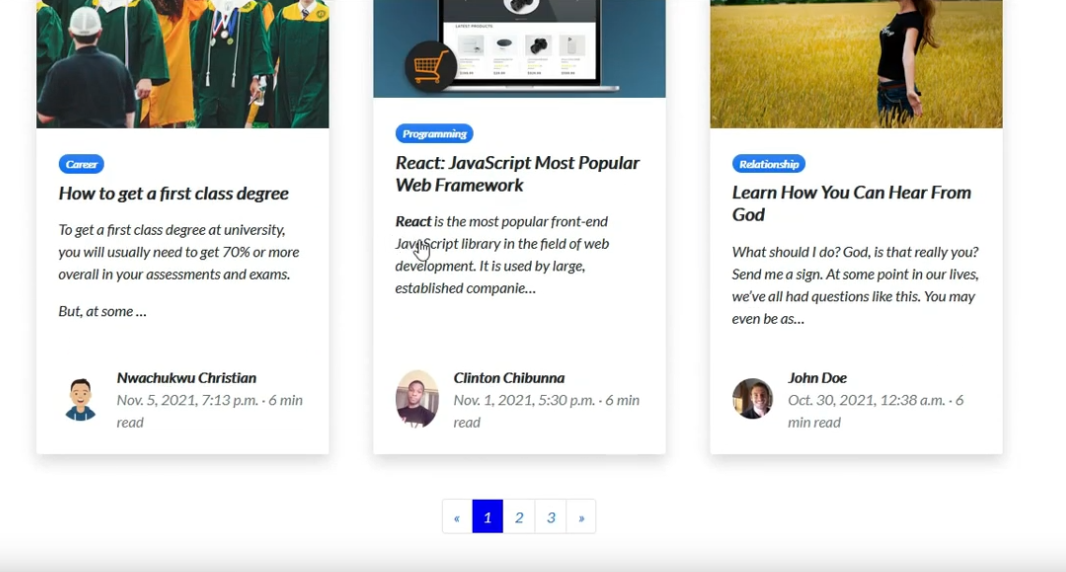 LATEST PRODUCTS
Career
How to get a first class degree
To get a first class degree at university,
you will usually need to get 70% or more
overall in your assessments and exams.
But, at some ...
Nwachukwu Christian
Nov. 5, 2021, 7:13 p.m. · 6 min
read
Programming
React: JavaScript Most Popular
Web Framework
React is the most popular front-end
JavaScript library in the field of web
development. It is used by large,
established companie...
Clinton Chibunna
Nov. 1, 2021, 5:30 p.m. · 6 min
read
Relationship
Learn How You Can Hear From
God
What should I do? God, is that really you?
Send me a sign. At some point in our lives,
we’ve all had questions like this. You may
even be as...
John Doe
Oct. 30, 2021, 12:38 a.m. · 6
min read
« 1 2 3 »